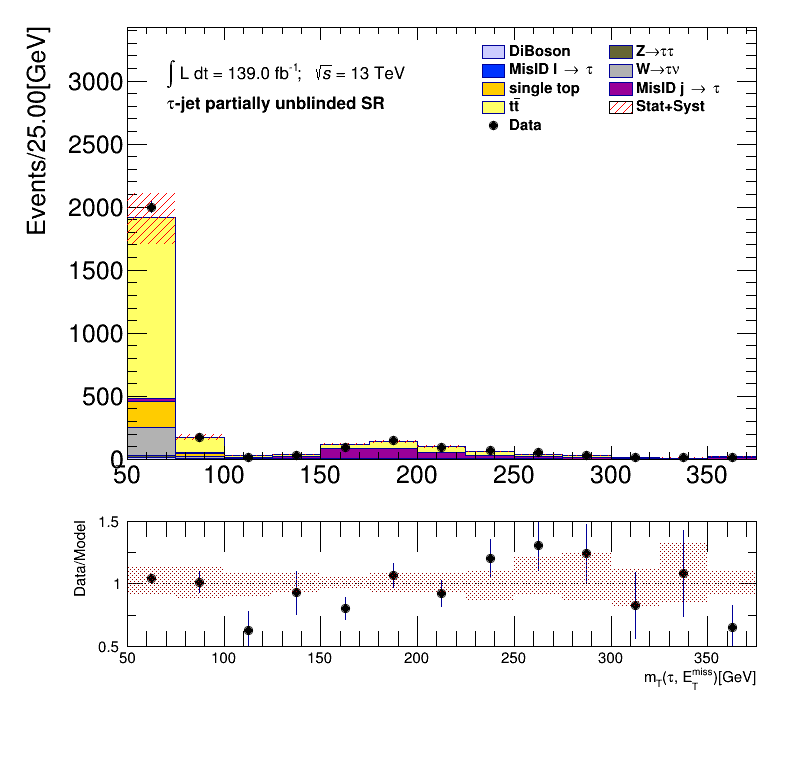 Events/25.00[GeV]
3000
2500
2000
1500
1000
500
0
∫ L dt = 139.0 fb⁻¹; √s = 13 TeV
τ-jet partially unblinded SR
DiBoson
MisID l → τ
single top
tt̄
Data
Z→ττ
W→τν
MisID j → τ
Stat+Syst
50 100 150 200 250 300 350
Data/Model
1.5
1
0.5
50 100 150 200 250 300 350
m_T(τ, E_T^miss)[GeV]